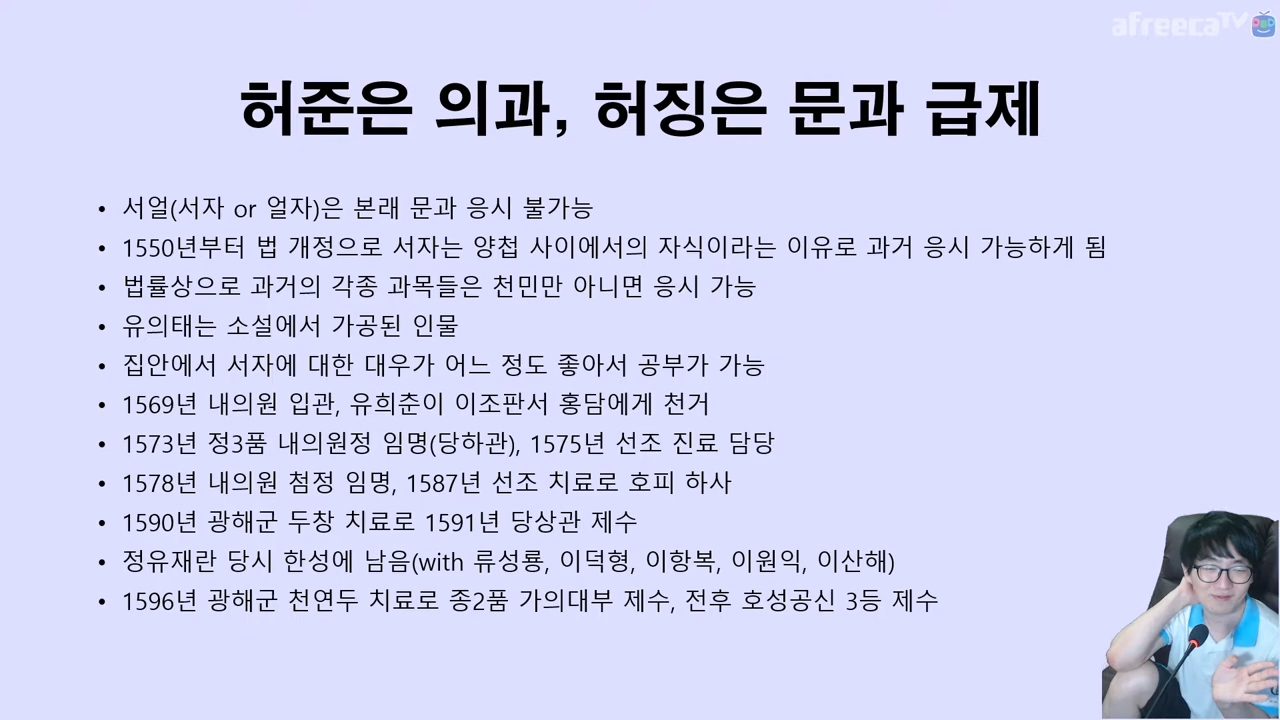 afreecaTV
허준은 의과, 허징은 문과 급제
• 서얼(서자 or 얼자)은 본래 문과 응시 불가능
• 1550년부터 법 개정으로 서자는 양첩 사이에서의 자식이라는 이유로 과거 응시 가능하게 됨
• 법률상으로 과거의 각종 과목들은 천민만 아니면 응시 가능
• 유의태는 소설에서 가공된 인물
• 집안에서 서자에 대한 대우가 어느 정도 좋아서 공부가 가능
• 1569년 내의원 입관, 유희춘이 이조판서 홍담에게 천거
• 1573년 정3품 내의원정 임명(당하관), 1575년 선조 진료 담당
• 1578년 내의원 첨정 임명, 1587년 선조 치료로 호피 하사
• 1590년 광해군 두창 치료로 1591년 당상관 제수
• 정유재란 당시 한성에 남음(with 류성룡, 이덕형, 이항복, 이원익, 이산해)
• 1596년 광해군 천연두 치료로 종2품 가의대부 제수, 전후 호성공신 3등 제수